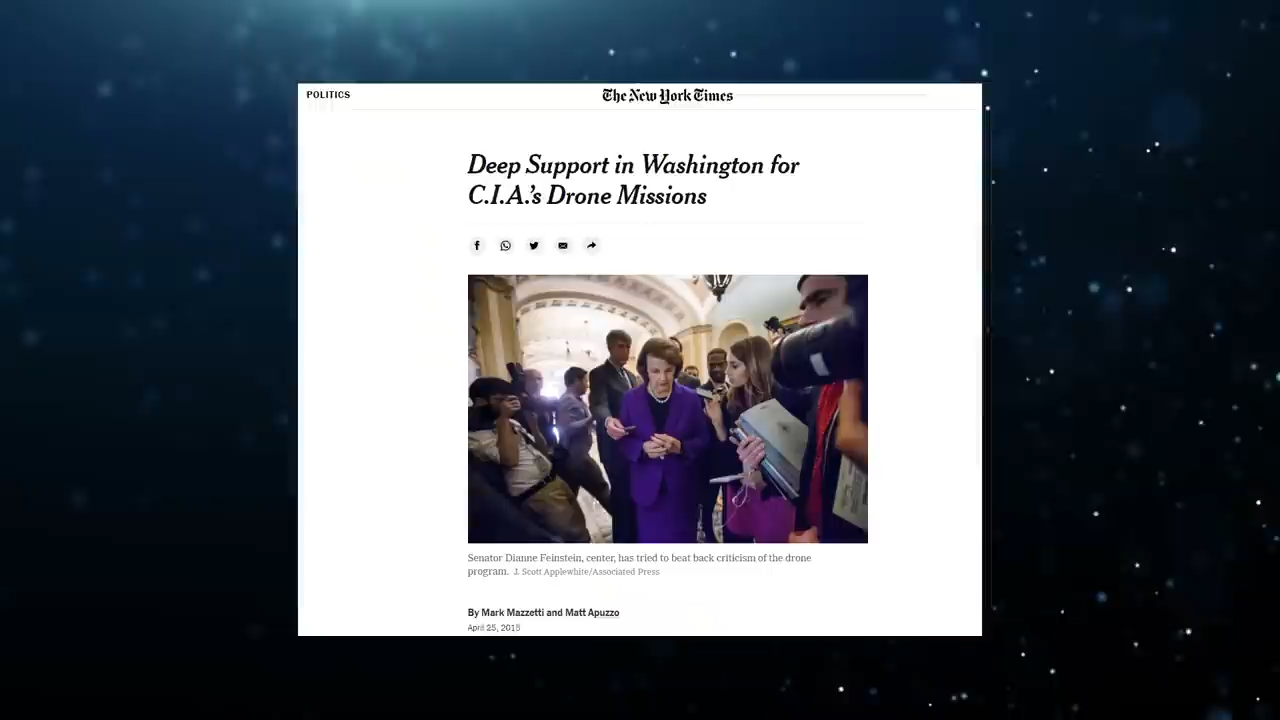 POLITICS
The New York Times
Deep Support in Washington for
C.I.A.'s Drone Missions
Senator Dianne Feinstein, center, has tried to beat back criticism of the drone
program. J. Scott Applewhite/Associated Press
By Mark Mazzetti and Matt Apuzzo
April 25, 2015